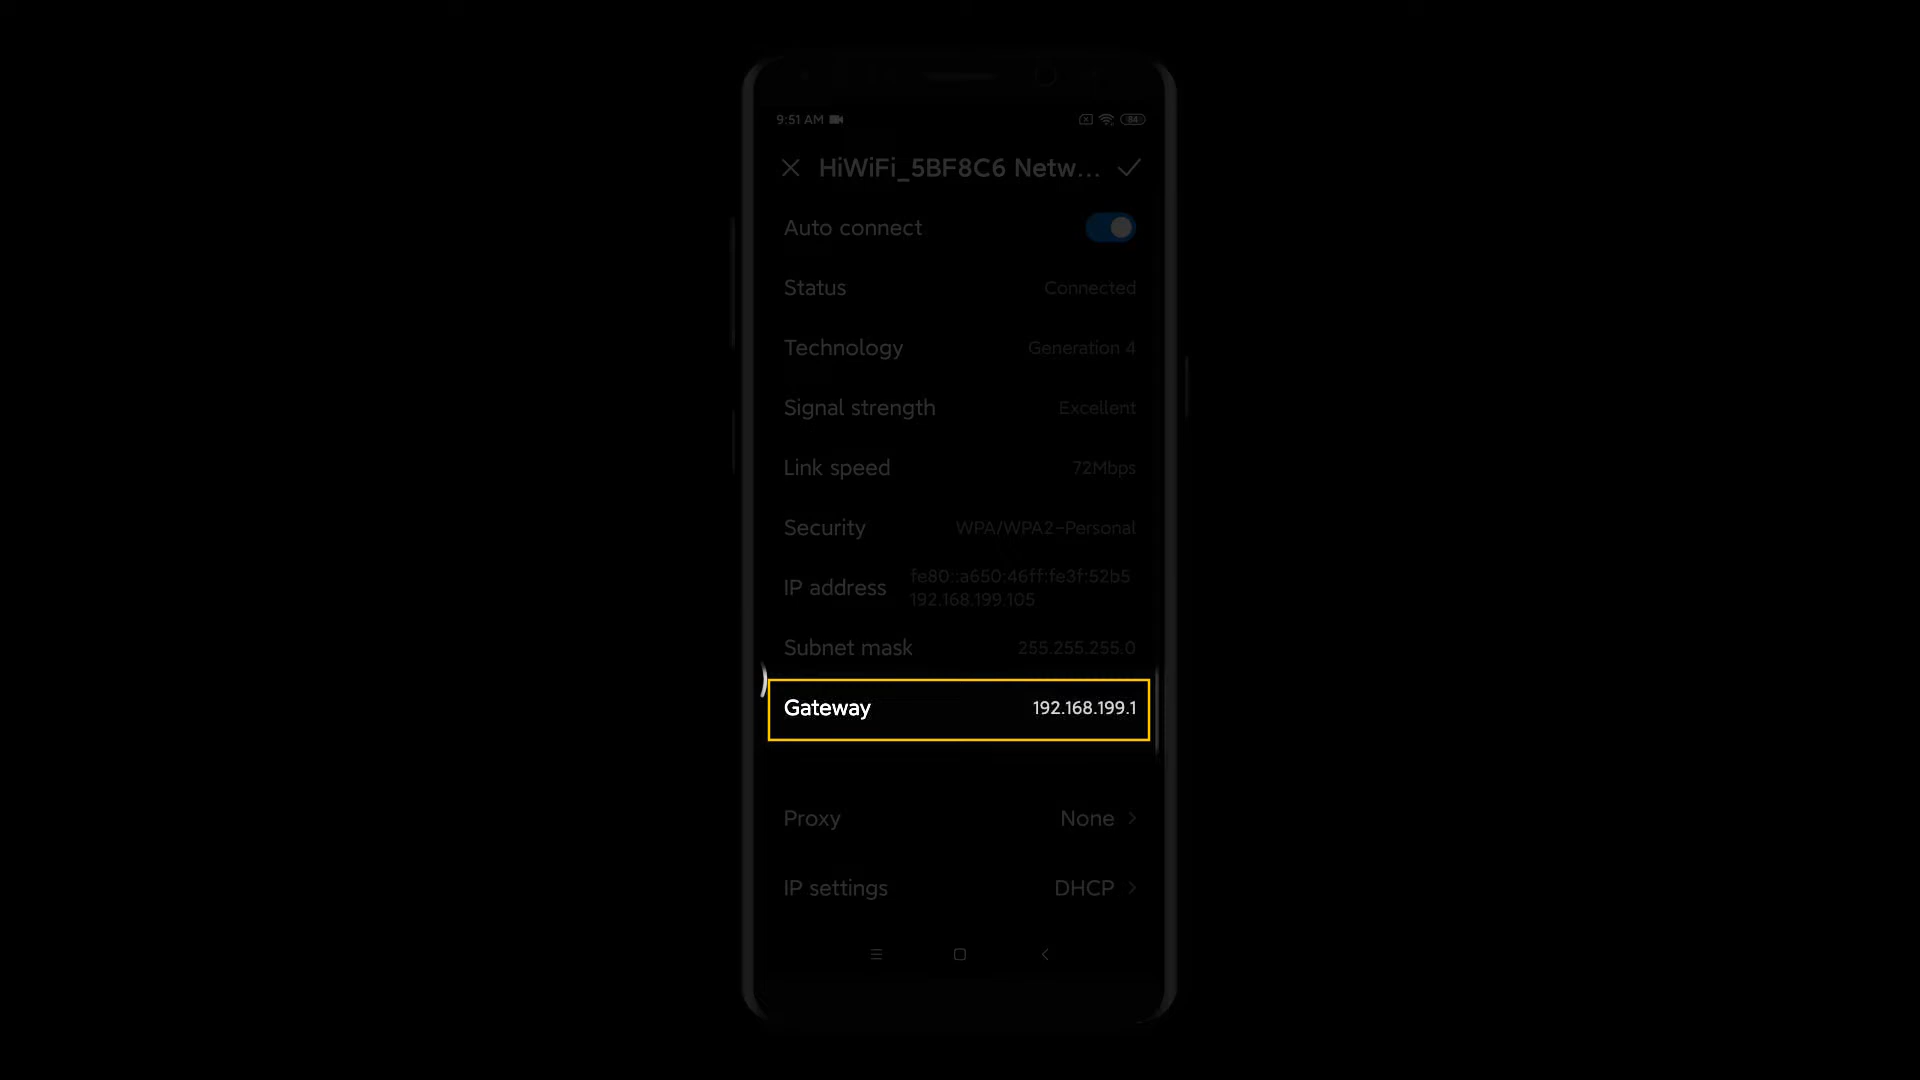 9:51 AM
84
HiWiFi_5BF8C6 Netw...
Auto connect
Status Connected
Technology Generation 4
Signal strength Excellent
Link speed 72Mbps
Security WPA/WPA2-Personal
IP address fe80::a650:46ff:fe3f:52b5
192.168.199.105
Subnet mask 255.255.255.0
Gateway 192.168.199.1
Proxy None
IP settings DHCP